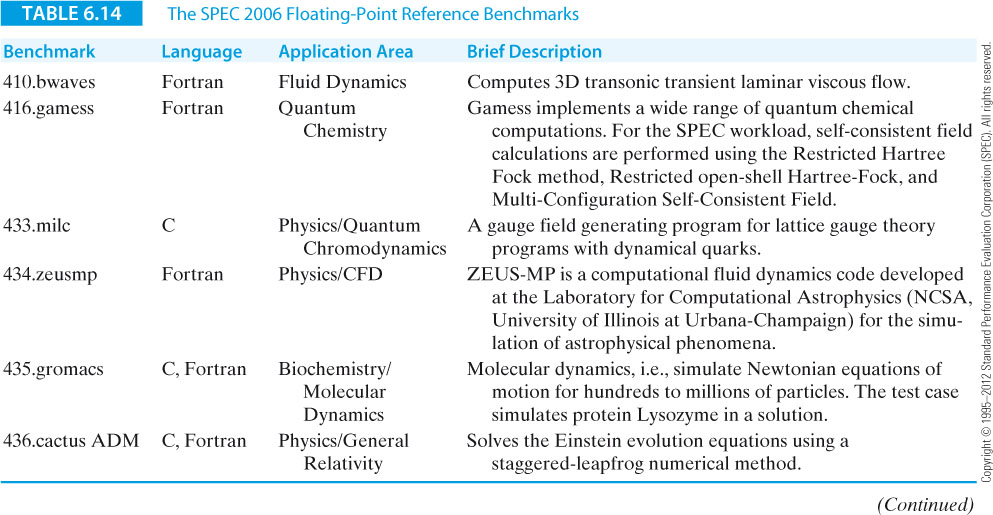 TABLE 6.14 The SPEC 2006 Floating-Point Reference Benchmarks
Benchmark Language Application Area Brief Description
410.bwaves Fortran Fluid Dynamics Computes 3D transonic transient laminar viscous flow.
416.gamess Fortran Quantum Gamess implements a wide range of quantum chemical
Chemistry computations. For the SPEC workload, self-consistent field
calculations are performed using the Restricted Hartree
Fock method, Restricted open-shell Hartree-Fock, and
Multi-Configuration Self-Consistent Field.
433.milc C Physics/Quantum A gauge field generating program for lattice gauge theory
Chromodynamics programs with dynamical quarks.
434.zeusmp Fortran Physics/CFD ZEUS-MP is a computational fluid dynamics code developed
at the Laboratory for Computational Astrophysics (NCSA,
University of Illinois at Urbana-Champaign) for the simu-
lation of astrophysical phenomena.
435.gromacs C, Fortran Biochemistry/ Molecular dynamics, i.e., simulate Newtonian equations of
Molecular motion for hundreds to millions of particles. The test case
Dynamics simulates protein Lysozyme in a solution.
436.cactus ADM C, Fortran Physics/General Solves the Einstein evolution equations using a
Relativity staggered-leapfrog numerical method.
(Continued)
Copyright © 1995–2012 Standard Performance Evaluation Corporation (SPEC). All rights reserved.